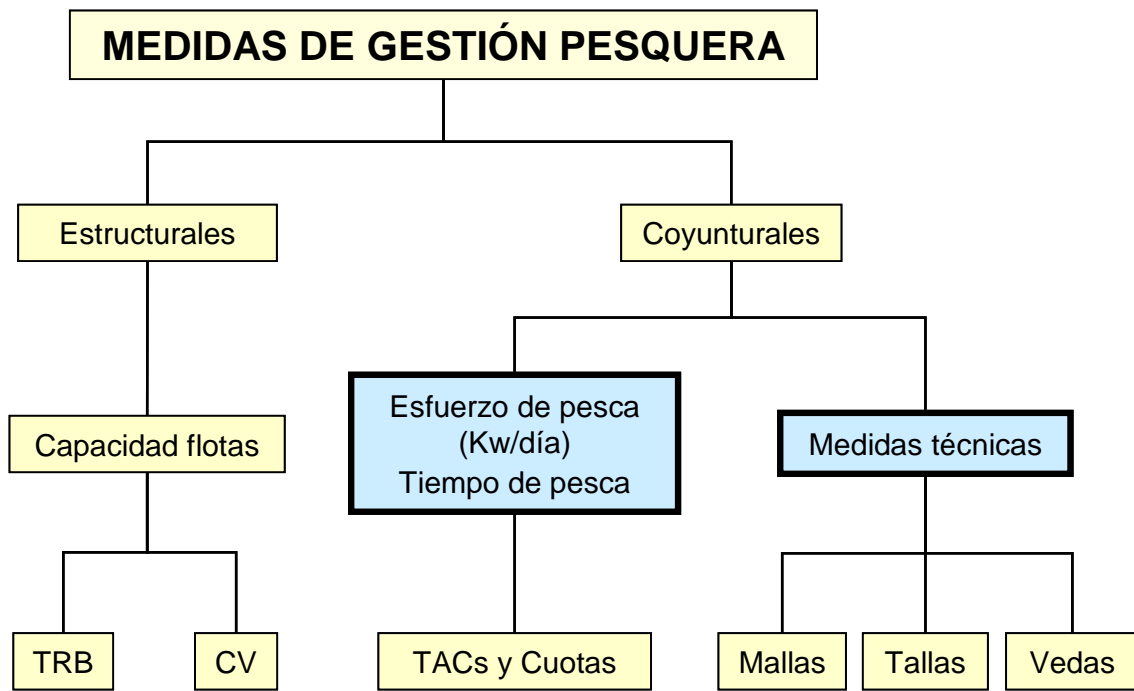 MEDIDAS DE GESTIÓN PESQUERA
Estructurales
Coyunturales
Capacidad flotas
Esfuerzo de pesca
(Kw/día)
Tiempo de pesca
Medidas técnicas
TRB
CV
TACs y Cuotas
Mallas
Tallas
Vedas